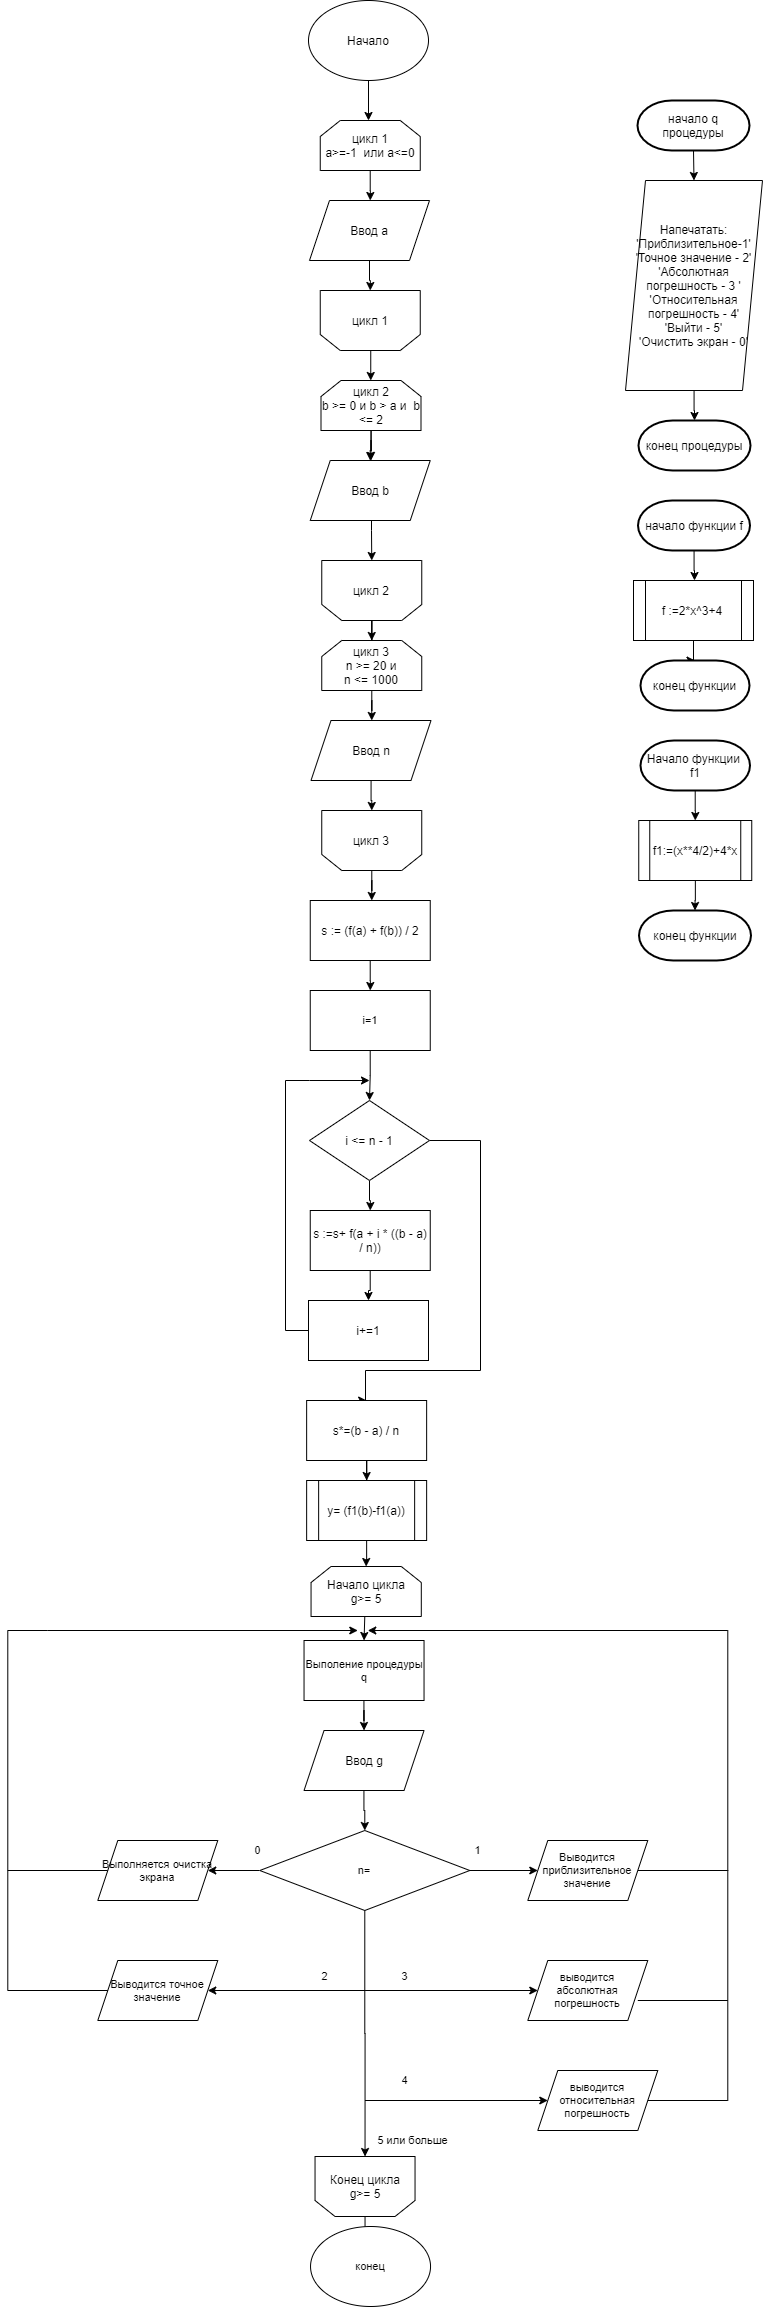 Начало
цикл 1
a>=-1 или a<=0
Ввод a
цикл 1
цикл 2
b >= 0 и b > a и b
<= 2
Ввод b
цикл 2
цикл 3
n >= 20 и
n <= 1000
Ввод n
цикл 3
s := (f(a) + f(b)) / 2
i=1
i <= n - 1
s :=s+ f(a + i * ((b - a)
/ n))
i+=1
s*=(b - a) / n
y= (f1(b)-f1(a))
Начало цикла
g>= 5
Выполение процедуры
q
Ввод g
n=
0
Выполняется очистка
экрана
1
Выводится
приблизительное
значение
2
Выводится точное
значение
3
выводится
абсолютная
погрешность
4
выводится
относительная
погрешность
5 или больше
Конец цикла
g>= 5
конец
начало q
процедуры
Напечатать:
'Приблизительное-1'
'Точное значение - 2'
'Абсолютная
погрешность - 3 '
'Относительная
погрешность - 4'
'Выйти - 5'
'Очистить экран - 0'
конец процедуры
начало функции f
f :=2*x^3+4
конец функции
Начало функции
f1
f1:=(x**4/2)+4*x
конец функции